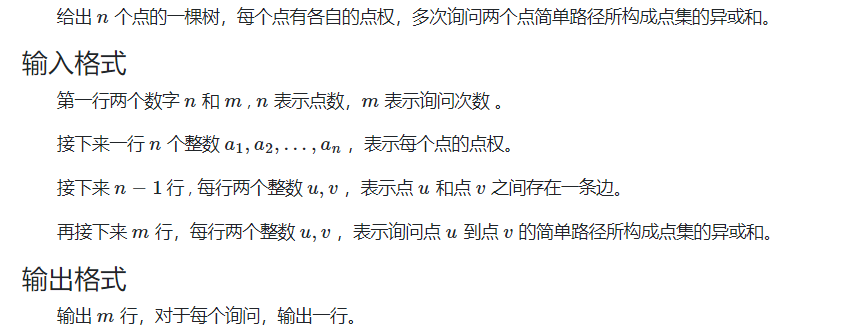 给出 n 个点的一棵树，每个点有各自的点权，多次询问两个点简单路径所构成点集的异或和。
输入格式
第一行两个数字 n 和 m , n 表示点数，m 表示询问次数 。
接下来一行 n 个整数 a₁, a₂, . . . , aₙ ，表示每个点的点权。
接下来 n − 1 行 , 每行两个整数 u, v ，表示点 u 和点 v 之间存在一条边。
再接下来 m 行，每行两个整数 u, v ，表示询问点 u 到点 v 的简单路径所构成点集的异或和。
输出格式
输出 m 行，对于每个询问，输出一行。